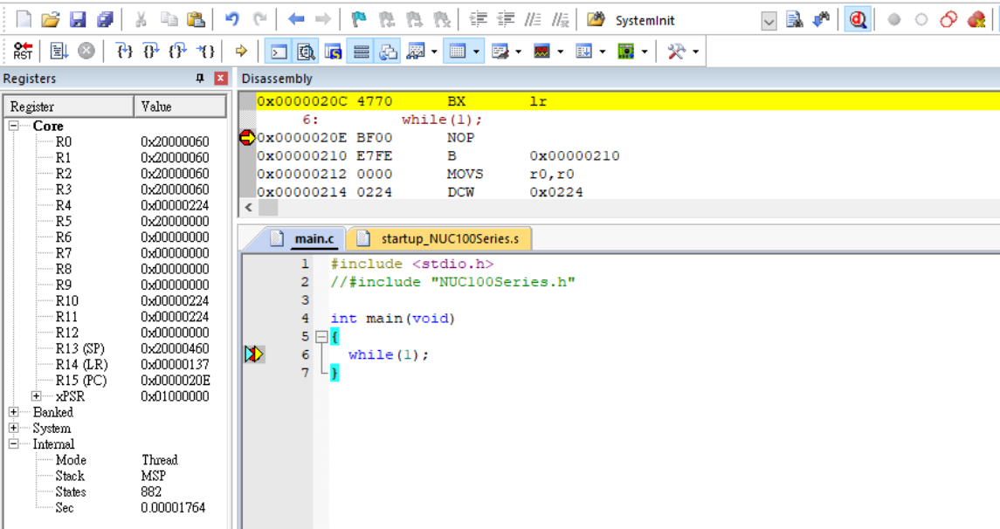 SystemInit
RST
Registers
Register Value
Core
R0 0x20000060
R1 0x20000060
R2 0x20000060
R3 0x20000060
R4 0x00000224
R5 0x20000000
R6 0x00000000
R7 0x00000000
R8 0x00000000
R9 0x00000000
R10 0x00000224
R11 0x00000224
R12 0x00000000
R13 (SP) 0x20000460
R14 (LR) 0x00000137
R15 (PC) 0x0000020E
xPSR 0x01000000
Banked
System
Internal
Mode Thread
Stack MSP
States 882
Sec 0.00001764
Disassembly
0x0000020C 4770 BX lr
6: while(1);
0x0000020E BF00 NOP
0x00000210 E7FE B 0x00000210
0x00000212 0000 MOVS r0,r0
0x00000214 0224 DCW 0x0224
main.c startup_NUC100Series.s
1 #include <stdio.h>
2 //#include "NUC100Series.h"
3
4 int main(void)
5 {
6 while(1);
7 }